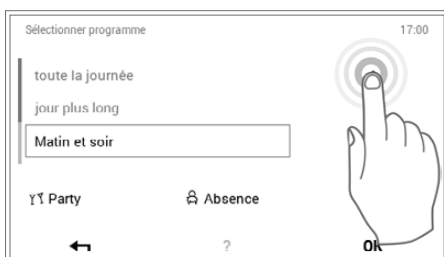 Sélectionner programme 17:00
toute la journée
jour plus long
Matin et soir
Party Absence
? OK